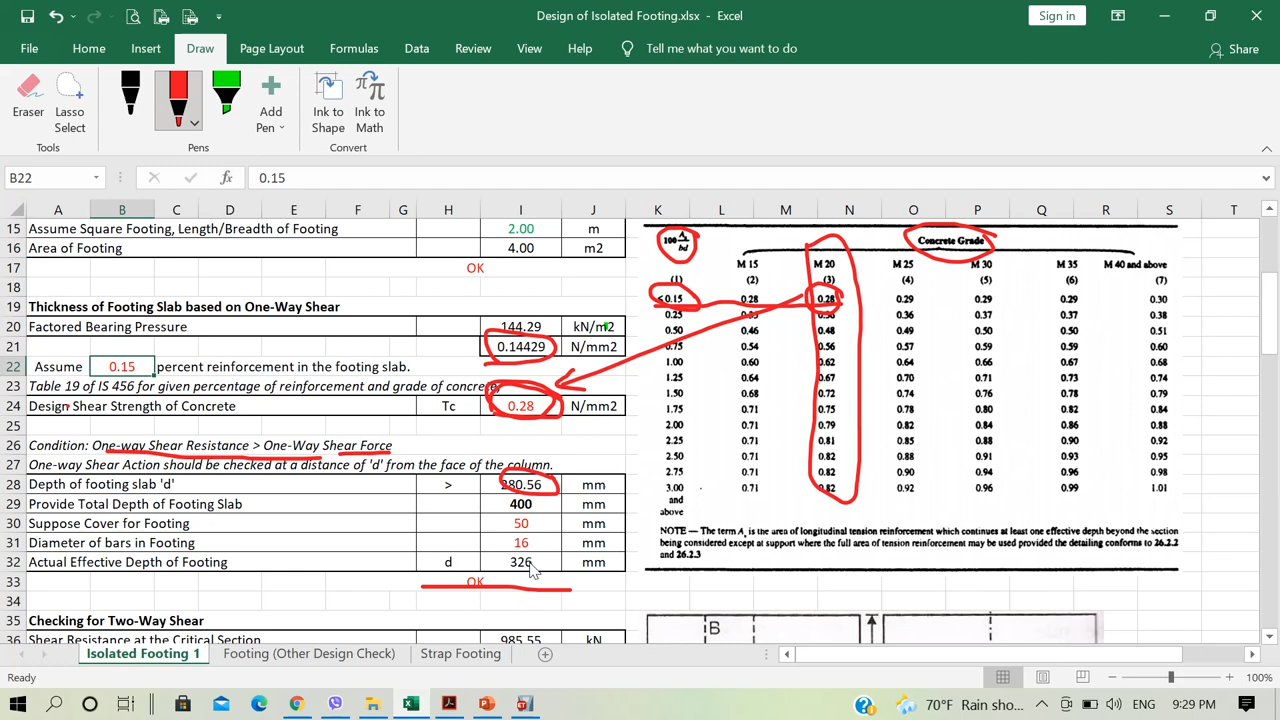 Design of Isolated Footing.xlsx - Excel
Sign in
File Home Insert Draw Page Layout Formulas Data Review View Help Tell me what you want to do Share
Eraser Lasso Select Add Pen Ink to Shape Ink to Math
Tools Pens Convert
B22 fx 0.15
A B C D E F G H I J K L M N O P Q R S T
15 Assume Square Footing, Length/Breadth of Footing 2.00 m
16 Area of Footing 4.00 m2
17 OK
18
19 Thickness of Footing Slab based on One-Way Shear
20 Factored Bearing Pressure 144.29 kN/m2
21 0.14429 N/mm2
22 Assume 0.15 percent reinforcement in the footing slab.
23 Table 19 of IS 456 for given percentage of reinforcement and grade of concrete,
24 Design Shear Strength of Concrete Tc 0.28 N/mm2
25
26 Condition: One-way Shear Resistance > One-Way Shear Force
27 One-way Shear Action should be checked at a distance of 'd' from the face of the column.
28 Depth of footing slab 'd' > 280.56 mm
29 Provide Total Depth of Footing Slab 400 mm
30 Suppose Cover for Footing 50 mm
31 Diameter of bars in Footing 16 mm
32 Actual Effective Depth of Footing d 326 mm
33 OK
34
35 Checking for Two-Way Shear
36 Shear Resistance at the Critical Section 985.55 kN
Concrete Grade
M 15 M 20 M 25 M 30 M 35 M 40 and above
(1) (2) (3) (4) (5) (6) (7)
≤ 0.15 0.28 0.28 0.29 0.29 0.29 0.30
0.25 0.36 0.37 0.37 0.38
0.50 0.46 0.48 0.49 0.50 0.50 0.51
0.75 0.54 0.56 0.57 0.59 0.59 0.60
1.00 0.60 0.62 0.64 0.66 0.67 0.68
1.25 0.64 0.67 0.70 0.71 0.73 0.74
1.50 0.68 0.72 0.74 0.76 0.78 0.79
1.75 0.71 0.75 0.78 0.80 0.82 0.84
2.00 0.71 0.79 0.82 0.84 0.86 0.88
2.25 0.71 0.81 0.85 0.88 0.90 0.92
2.50 0.71 0.82 0.88 0.91 0.93 0.95
2.75 0.71 0.82 0.90 0.94 0.96 0.98
3.00 0.71 0.82 0.92 0.96 0.99 1.01
and
above
NOTE — The term As is the area of longitudinal tension reinforcement which continues at least one effective depth beyond the section
being considered except at support where the full area of tension reinforcement may be used provided the detailing conforms to 26.2.2
and 26.2.3
B
Isolated Footing 1 Footing (Other Design Check) Strap Footing
Ready 100%
70°F Rain sho... ENG 9:29 PM